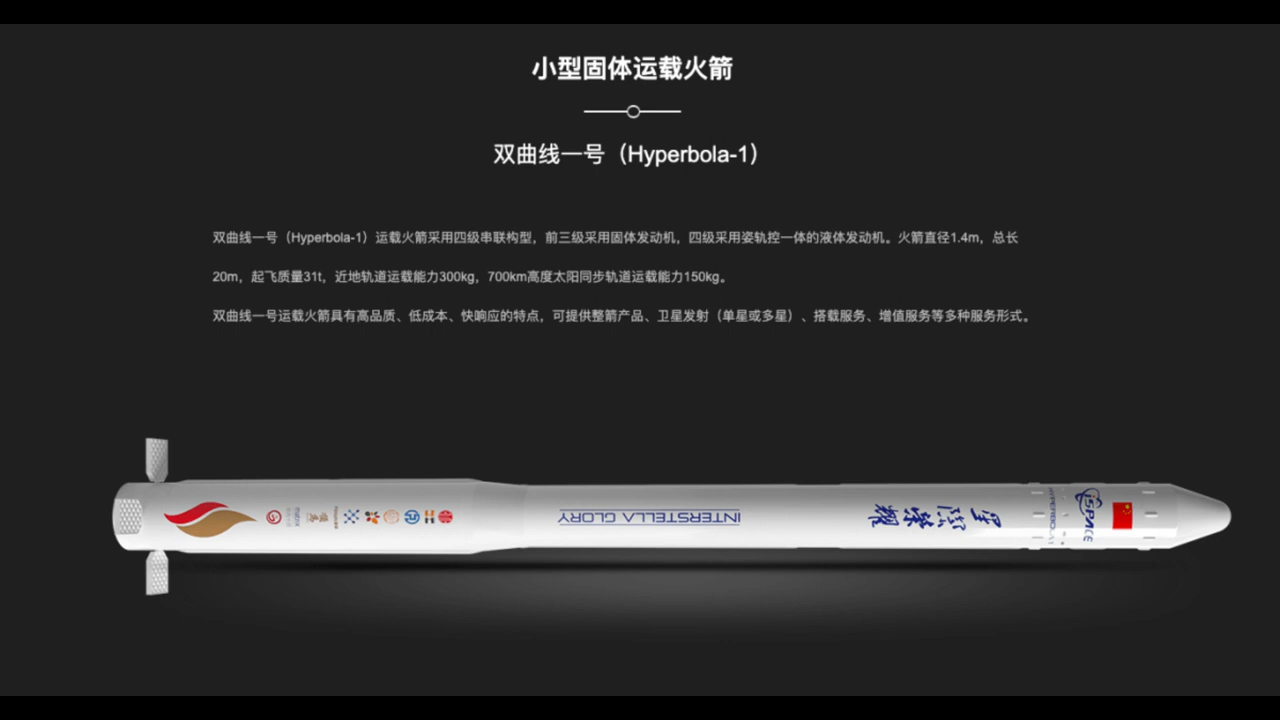 小型固体运载火箭
双曲线一号（Hyperbola-1）
双曲线一号（Hyperbola-1）运载火箭采用四级串联构型，前三级采用固体发动机，四级采用姿轨控一体的液体发动机。火箭直径1.4m，总长
20m，起飞质量31t，近地轨道运载能力300kg，700km高度太阳同步轨道运载能力150kg。
双曲线一号运载火箭具有高品质、低成本、快响应的特点，可提供整箭产品、卫星发射（单星或多星）、搭载服务、增值服务等多种服务形式。
INTERSTELLA GLORY
星际荣耀
HYPERBOLA-1
iSPACE